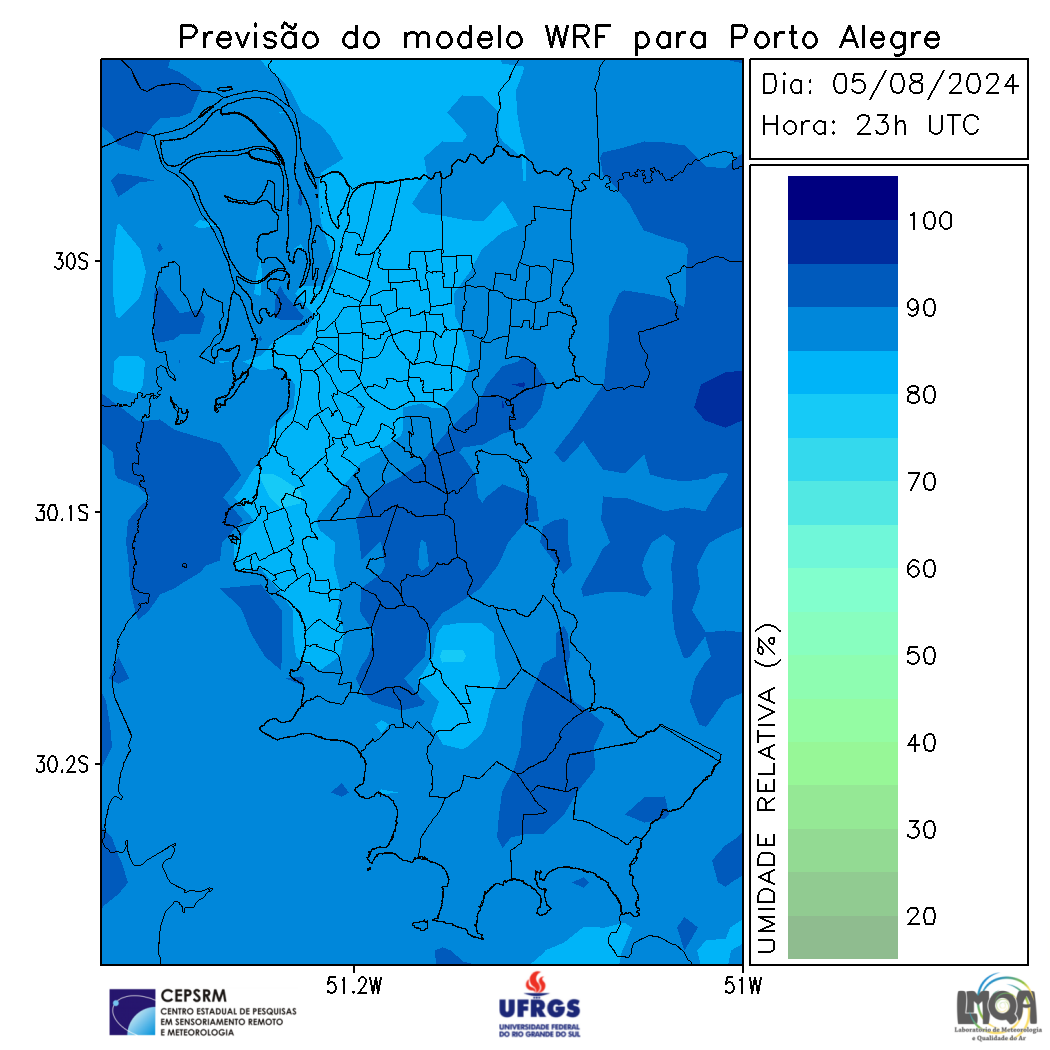 Previsão do modelo WRF para Porto Alegre
Dia: 05/08/2024
Hora: 23h UTC
30S
30.1S
30.2S
51.2W
51W
100
90
80
70
60
50
40
30
20
UMIDADE RELATIVA (%)
CEPSRM
CENTRO ESTADUAL DE PESQUISAS
EM SENSORIAMENTO REMOTO
E METEOROLOGIA
UFRGS
UNIVERSIDADE FEDERAL
DO RIO GRANDE DO SUL
LMQA
Laboratório de Meteorologia
e Qualidade do Ar